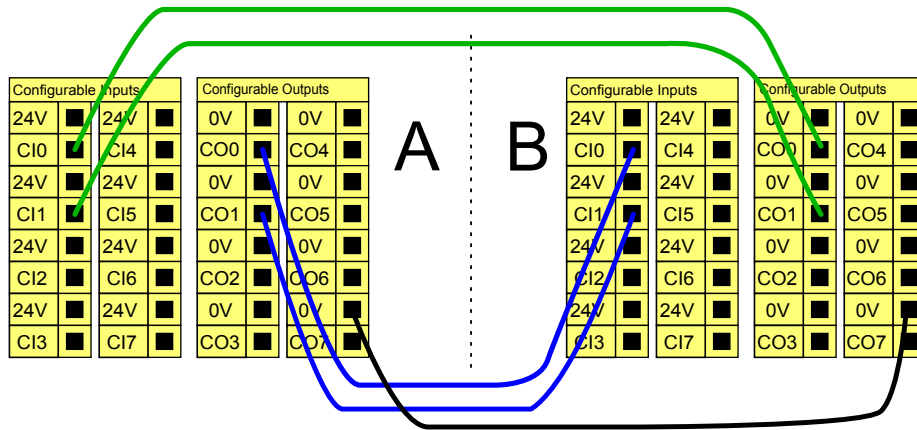 Configurable Inputs Configurable Outputs Configurable Inputs Configurable Outputs
24V 24V 0V 0V 24V 24V 0V 0V
CI0 CI4 CO0 CO4 A B CI0 CI4 CO0 CO4
24V 24V 0V 0V 24V 24V 0V 0V
CI1 CI5 CO1 CO5 CI1 CI5 CO1 CO5
24V 24V 0V 0V 24V 24V 0V 0V
CI2 CI6 CO2 CO6 CI2 CI6 CO2 CO6
24V 24V 0V 0V 24V 24V 0V 0V
CI3 CI7 CO3 CO7 CI3 CI7 CO3 CO7